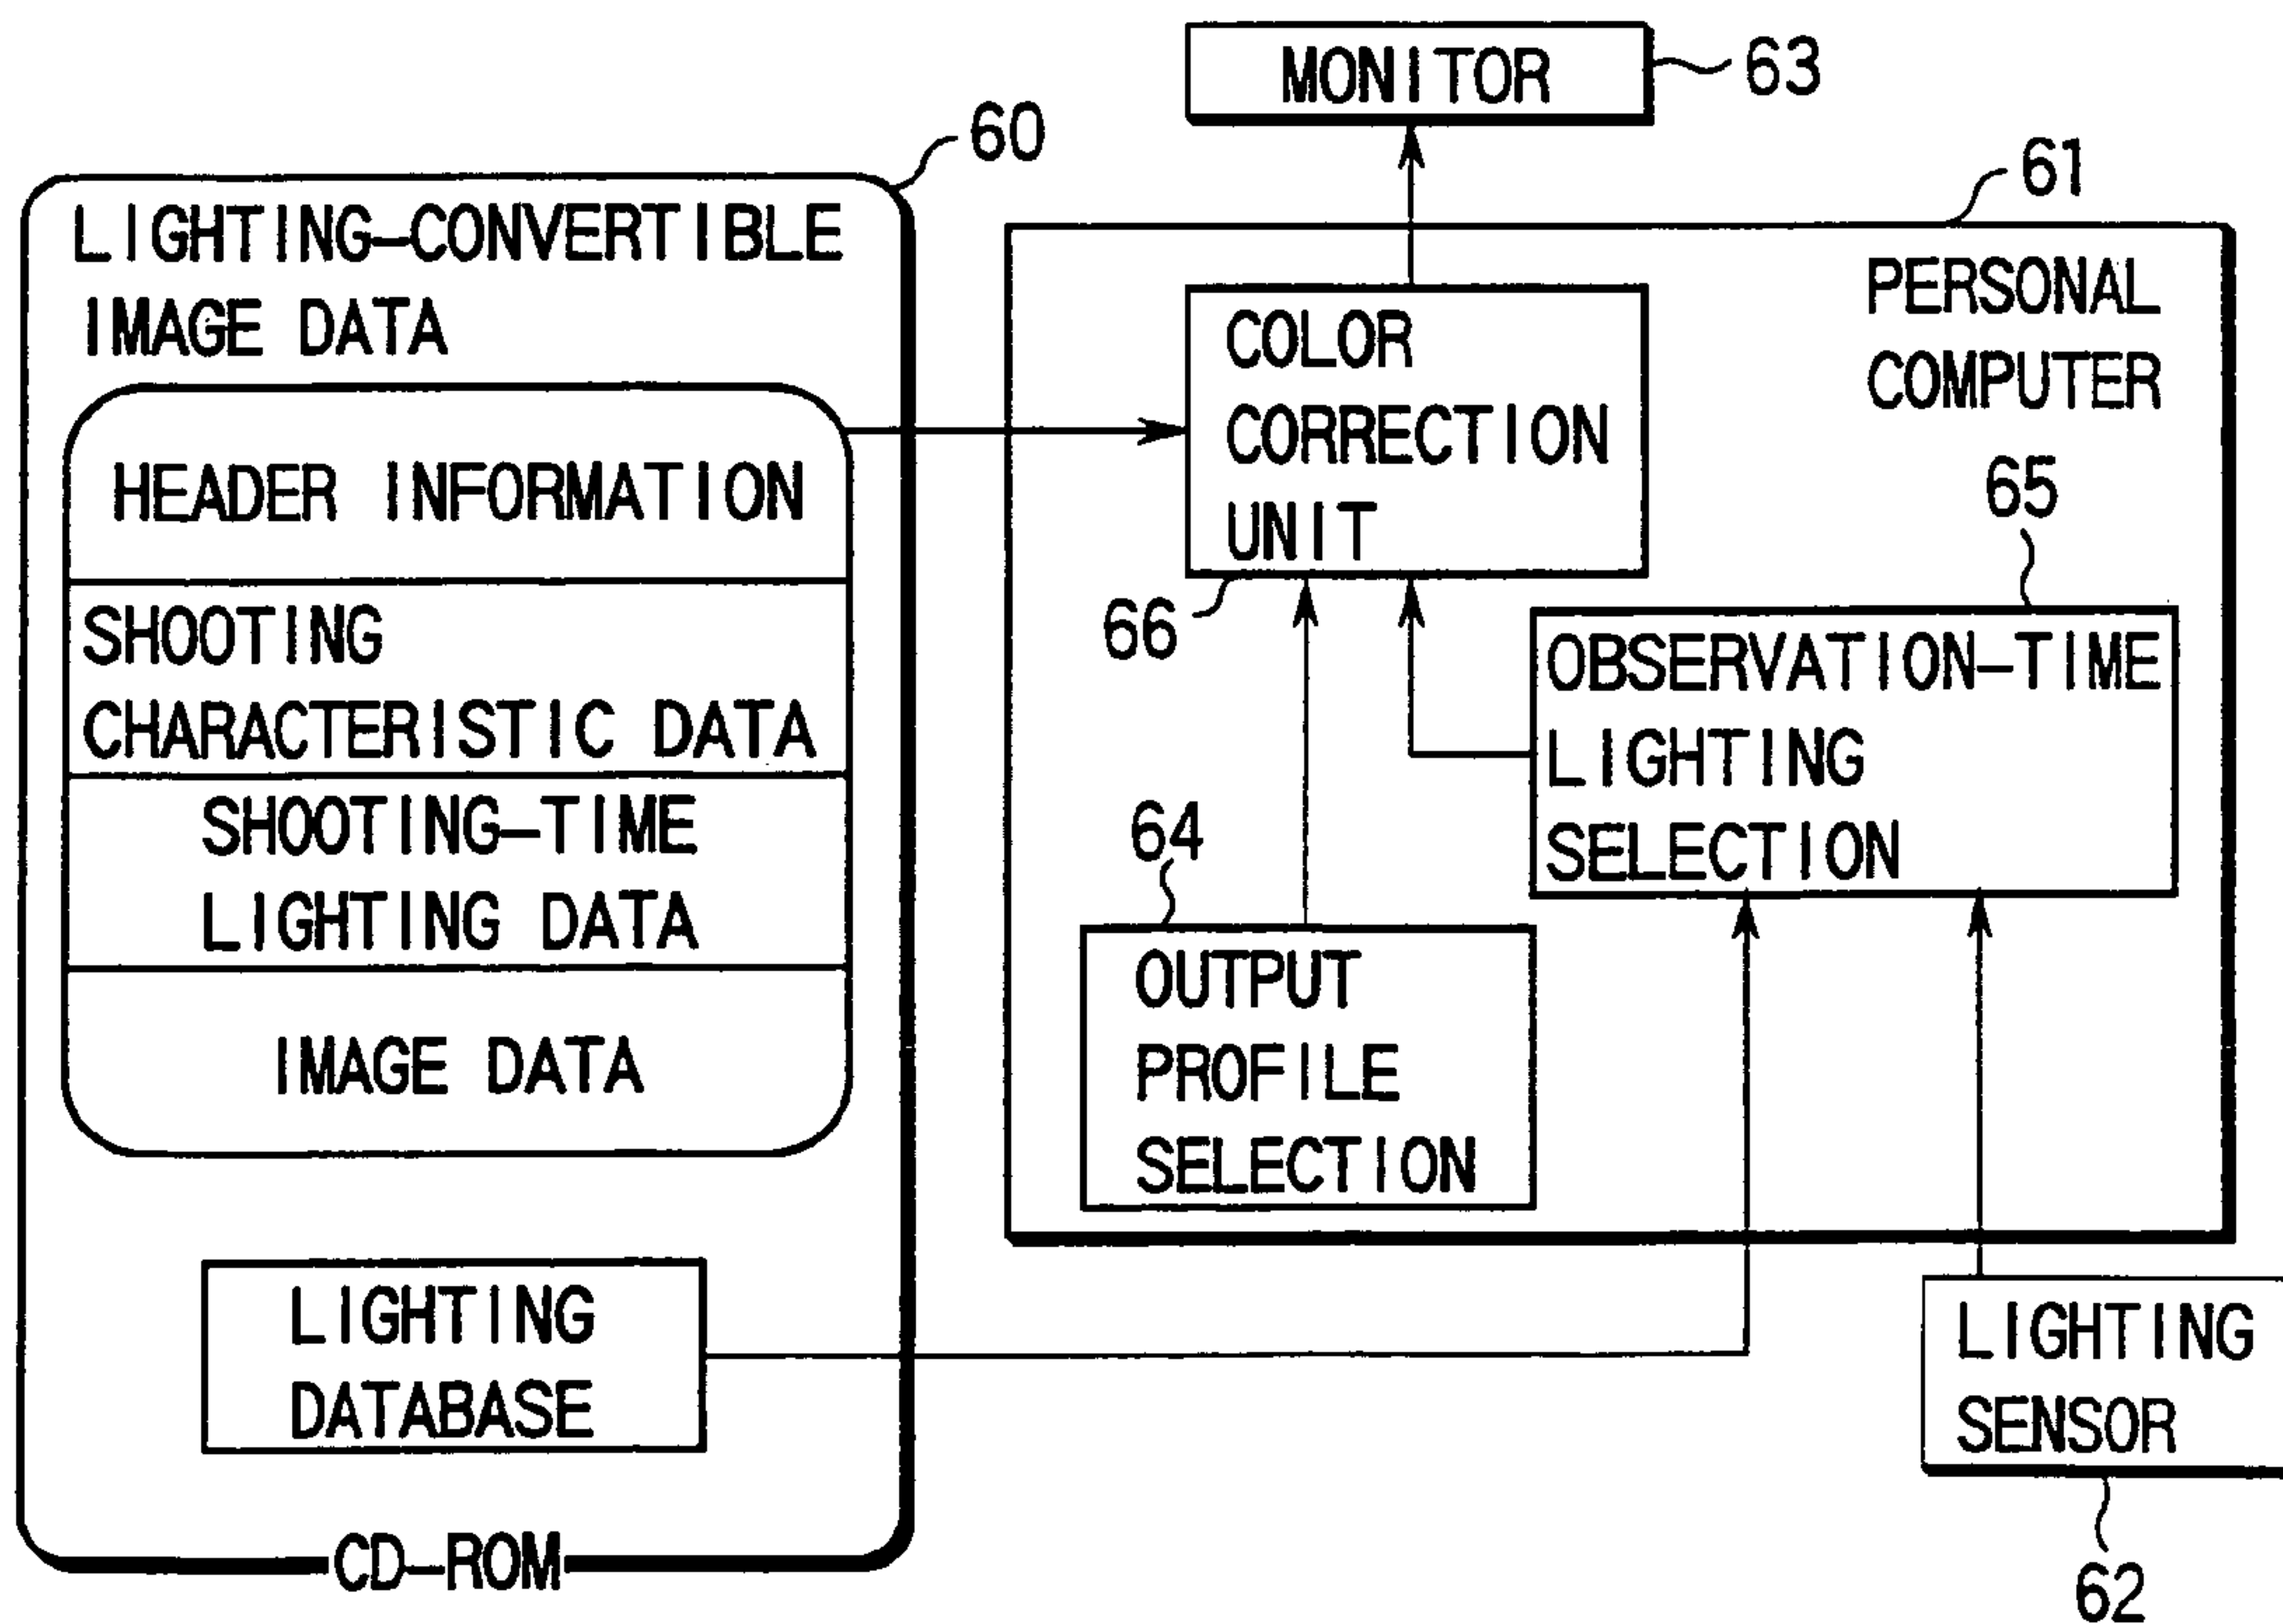 MONITOR
63
60
61
LIGHTING-CONVERTIBLE
IMAGE DATA
HEADER INFORMATION
SHOOTING
CHARACTERISTIC DATA
SHOOTING-TIME
LIGHTING DATA
IMAGE DATA
LIGHTING
DATABASE
CD-ROM
PERSONAL
COMPUTER
COLOR
CORRECTION
UNIT
66
65
OBSERVATION-TIME
LIGHTING
SELECTION
64
OUTPUT
PROFILE
SELECTION
LIGHTING
SENSOR
62